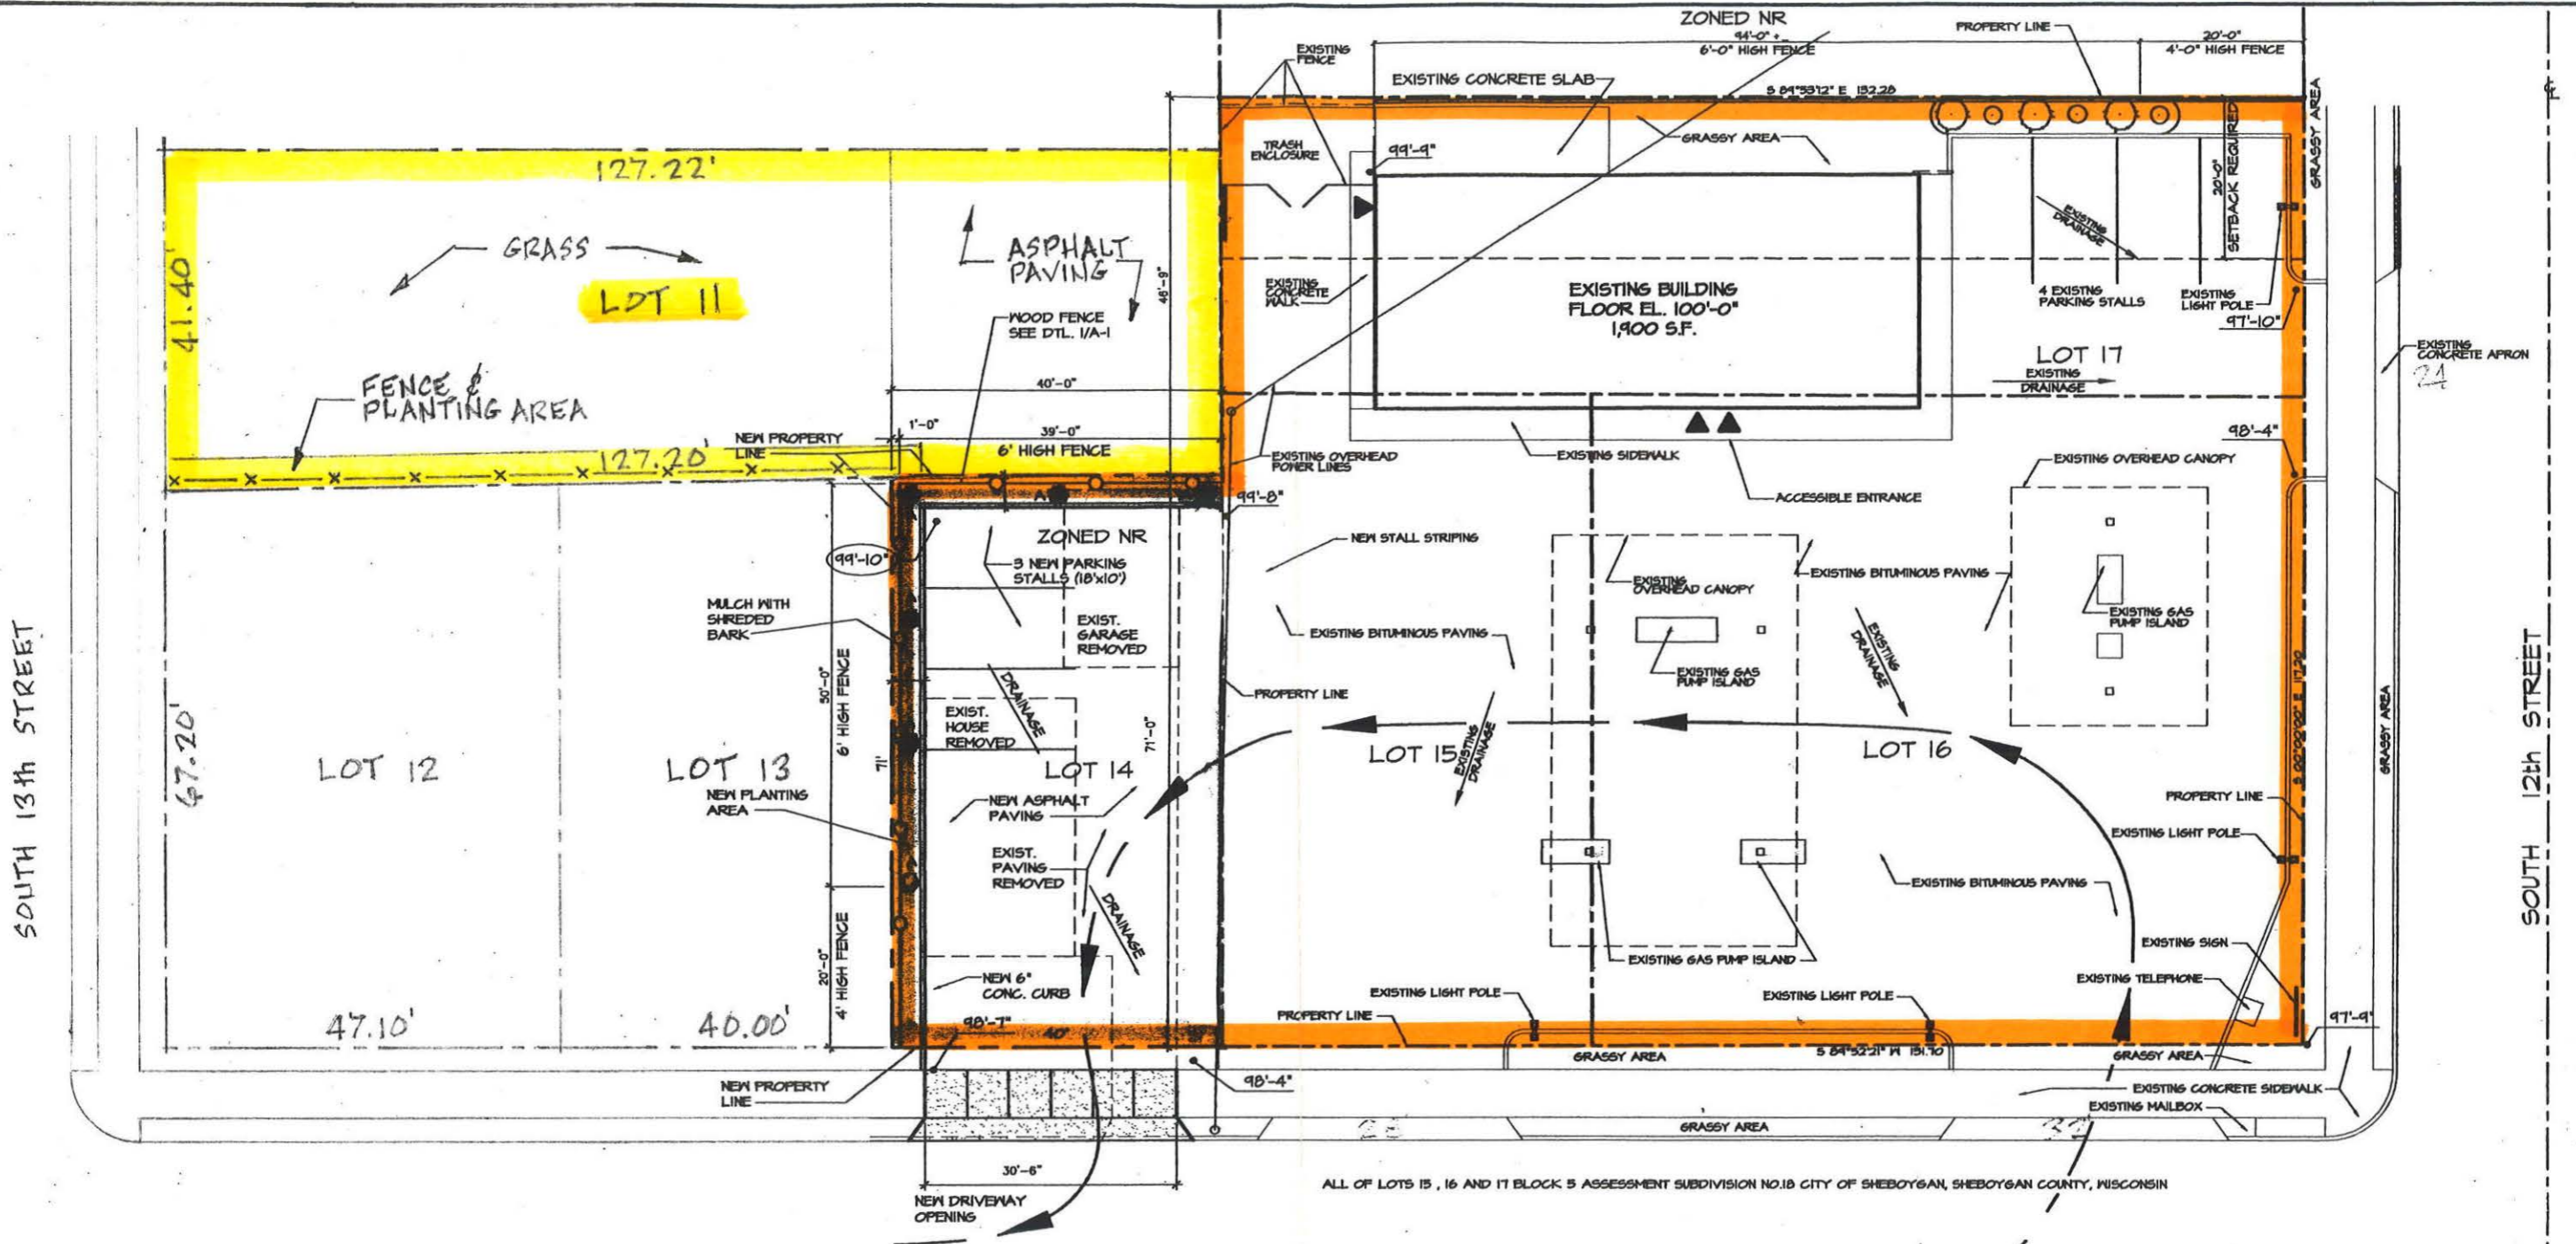 ZONED NR
44'-0" ±
6'-0" HIGH FENCE
PROPERTY LINE
20'-0"
4'-0" HIGH FENCE
EXISTING
FENCE
EXISTING CONCRETE SLAB
S 89°53'12" E 132.28
GRASSY AREA
GRASSY AREA
TRASH
ENCLOSURE
99'-9"
20'-0"
SETBACK REQUIRED
127.22'
GRASS
ASPHALT
PAVING
LOT 11
41.40'
46'-9"
WOOD FENCE
SEE DTL. 1/A-1
EXISTING
CONCRETE
WALK
EXISTING BUILDING
FLOOR EL. 100'-0"
1,900 S.F.
EXISTING
DRAINAGE
4 EXISTNG
PARKING STALLS
EXISTING
LIGHT POLE
97'-10"
LOT 17
EXISTING
DRAINAGE
EXISTING
CONCRETE APRON
24
FENCE &
PLANTING AREA
40'-0"
1'-0"
39'-0"
6' HIGH FENCE
NEW PROPERTY
LINE
127.20'
EXISTING OVERHEAD
POWER LINES
EXISTING SIDEWALK
98'-4"
EXISTING OVERHEAD CANOPY
ACCESSIBLE ENTRANCE
99'-8"
ZONED NR
99'-10"
3 NEW PARKING
STALLS (18'x10')
NEW STALL STRIPING
EXISTING
OVERHEAD CANOPY
EXISTING BITUMINOUS PAVING
MULCH WITH
SHREDED
BARK
EXIST.
GARAGE
REMOVED
EXISTING BITUMINOUS PAVING
EXISTING GAS
PUMP ISLAND
EXISTING GAS
PUMP ISLAND
EXISTING
DRAINAGE
SOUTH 13th STREET
67.20'
50'-0"
6' HIGH FENCE
71'
DRAINAGE
EXIST.
HOUSE
REMOVED
71'-0"
PROPERTY LINE
LOT 12
LOT 13
LOT 14
LOT 15
EXISTING
DRAINAGE
LOT 16
S 00°00'00" E 117.20
GRASSY AREA
SOUTH 12th STREET
NEW PLANTING
AREA
NEW ASPHALT
PAVING
PROPERTY LINE
EXISTING LIGHT POLE
EXIST.
PAVING
REMOVED
EXISTING BITUMINOUS PAVING
DRAINAGE
20'-0"
4' HIGH FENCE
EXISTING SIGN
EXISTING GAS PUMP ISLAND
EXISTING TELEPHONE
NEW 6"
CONC. CURB
EXISTING LIGHT POLE
EXISTING LIGHT POLE
47.10'
40.00'
98'-7"
40'
PROPERTY LINE
97'-9"
GRASSY AREA
S 89°52'21" W 131.70
GRASSY AREA
NEW PROPERTY
LINE
98'-4"
EXISTING CONCRETE SIDEWALK
EXISTING MAILBOX
GRASSY AREA
30'-6"
NEW DRIVEWAY
OPENING
ALL OF LOTS 15 , 16 AND 17 BLOCK 5 ASSESSMENT SUBDIVISION NO.18 CITY OF SHEBOYGAN, SHEBOYGAN COUNTY, WISCONSIN